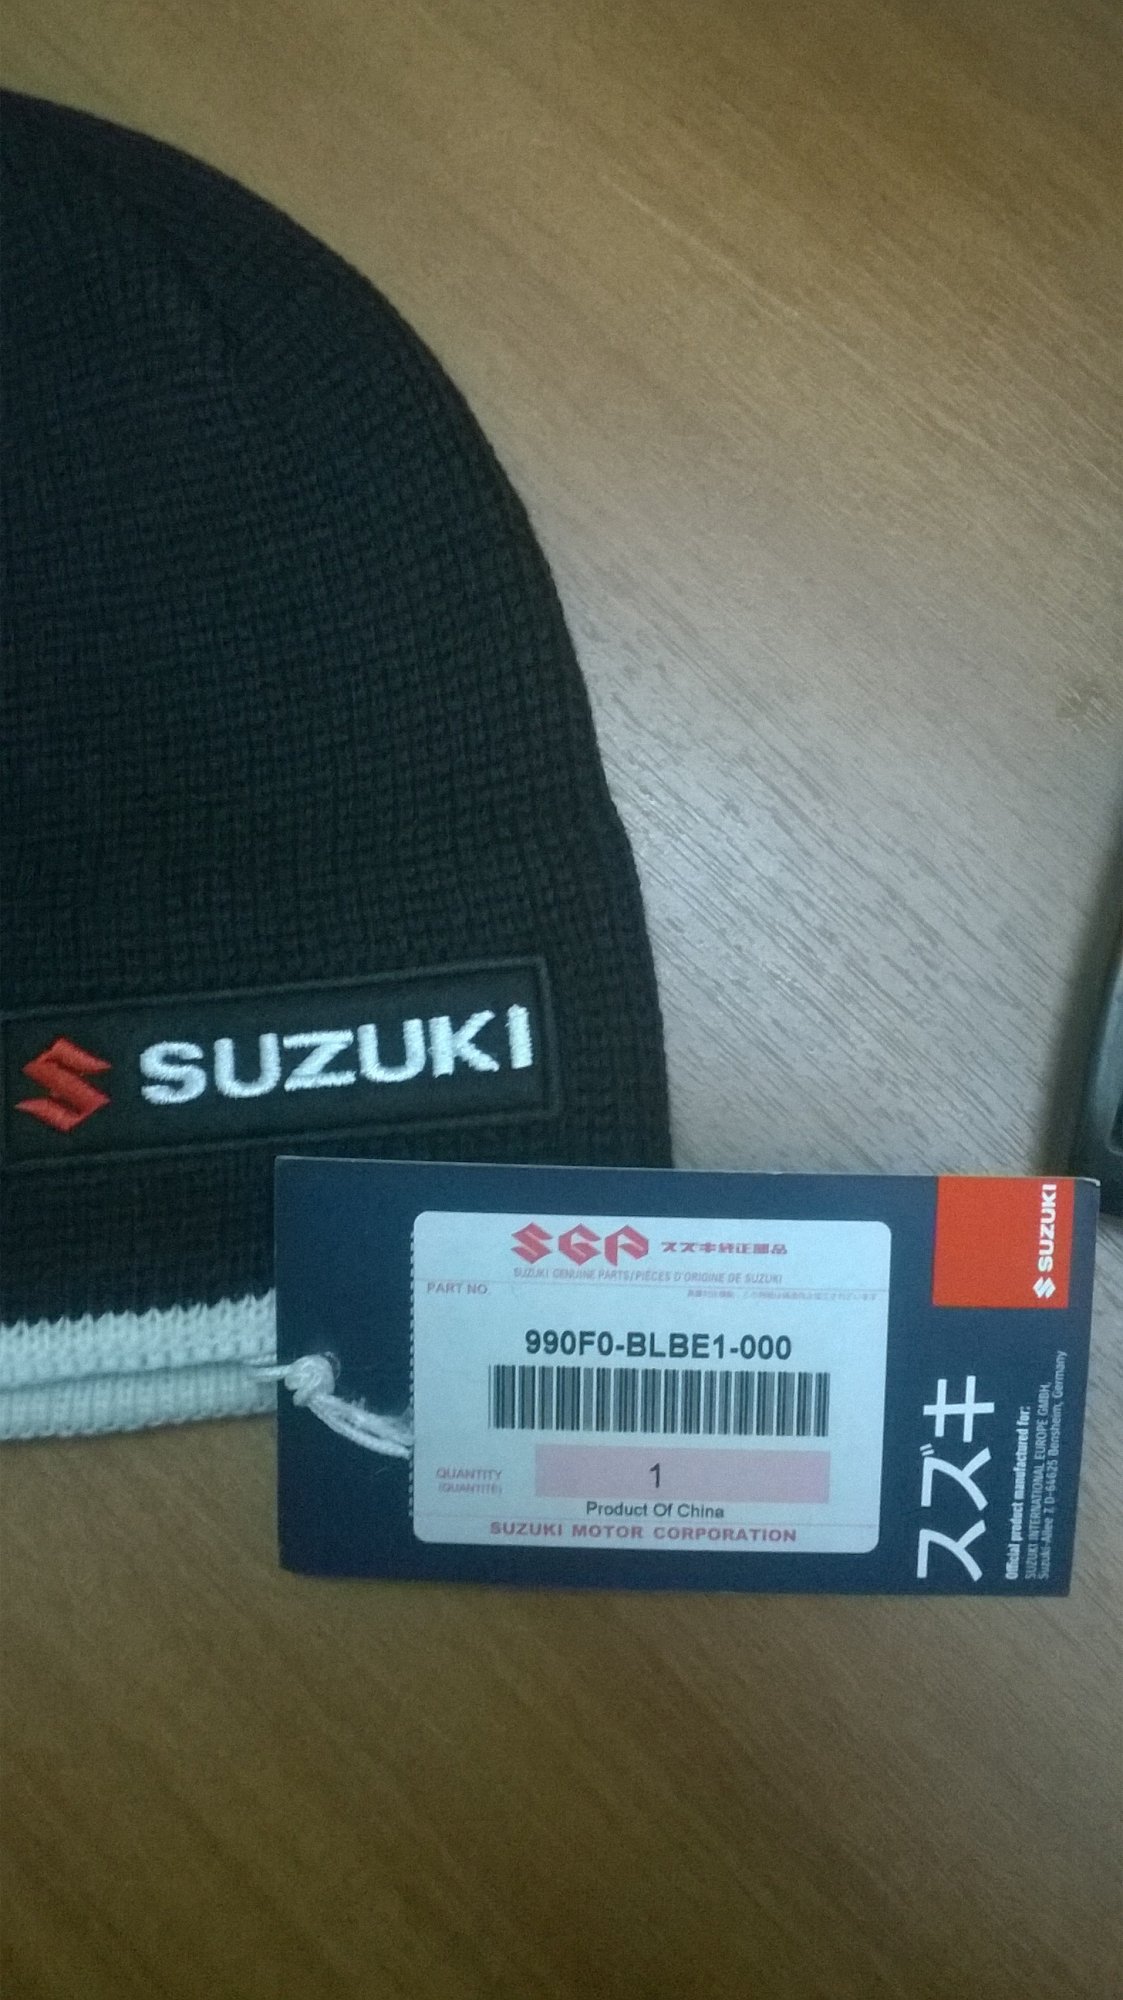 SUZUKI
SGP スズキ純正部品
SUZUKI GENUINE PARTS/PIÈCES D'ORIGINE DE SUZUKI
PART NO.
990F0-BLBE1-000
QUANTITY
(QUANTITÉ)
1
Product Of China
SUZUKI MOTOR CORPORATION
SUZUKI
スズキ
Official product manufactured for:
SUZUKI INTERNATIONAL EUROPE GMBH,
Suzuki-Allee 7, D-64625 Bensheim, Germany